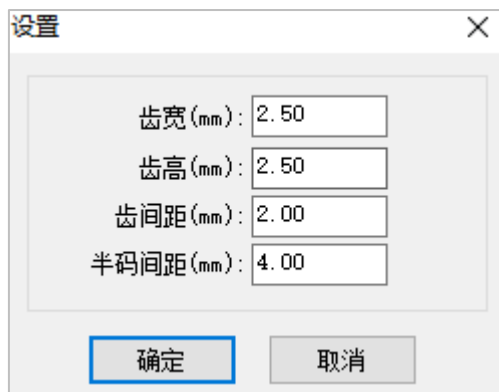 设置
齿宽(mm): 2.50
齿高(mm): 2.50
齿间距(mm): 2.00
半码间距(mm): 4.00
确定 取消